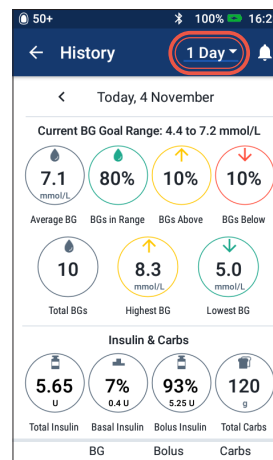 50+ 100% 16:2
History 1 Day
Today, 4 November
Current BG Goal Range: 4.4 to 7.2 mmol/L
7.1 80% 10% 10%
mmol/L
Average BG BGs in Range BGs Above BGs Below
10 8.3 5.0
mmol/L mmol/L
Total BGs Highest BG Lowest BG
Insulin & Carbs
5.65 7% 93% 120
U 0.4 U 5.25 U g
Total Insulin Basal Insulin Bolus Insulin Total Carbs
BG Bolus Carbs